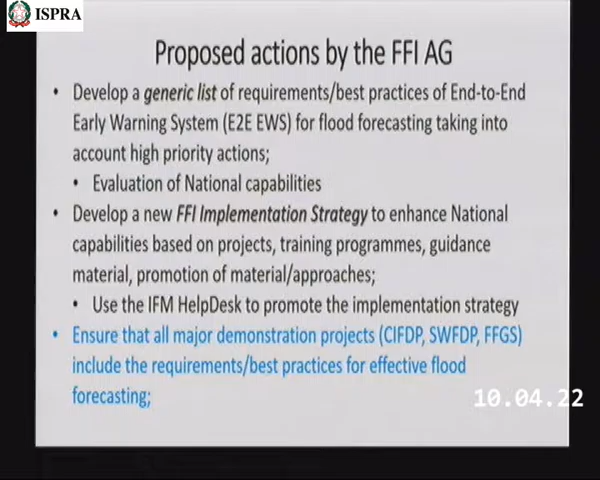 ISPRA
Proposed actions by the FFI AG
• Develop a generic list of requirements/best practices of End-to-End
Early Warning System (E2E EWS) for flood forecasting taking into
account high priority actions;
• Evaluation of National capabilities
• Develop a new FFI Implementation Strategy to enhance National
capabilities based on projects, training programmes, guidance
material, promotion of material/approaches;
• Use the IFM HelpDesk to promote the implementation strategy
• Ensure that all major demonstration projects (CIFDP, SWFDP, FFGS)
include the requirements/best practices for effective flood
forecasting;
10.04.22